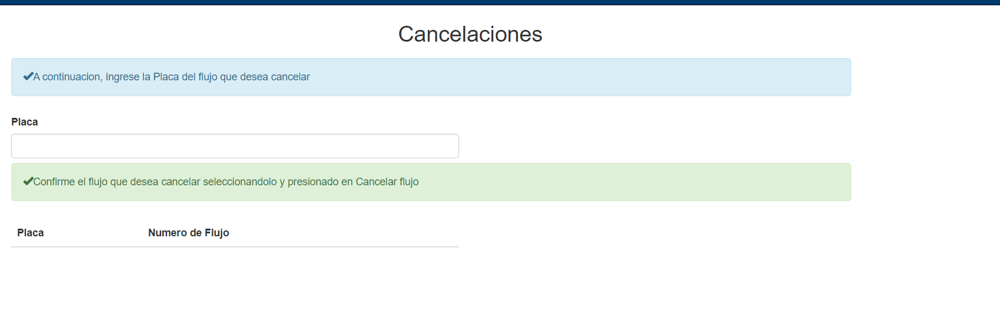 Cancelaciones
A continuacion, ingrese la Placa del flujo que desea cancelar
Placa
Confirme el flujo que desea cancelar seleccionandolo y presionado en Cancelar flujo
Placa Numero de Flujo